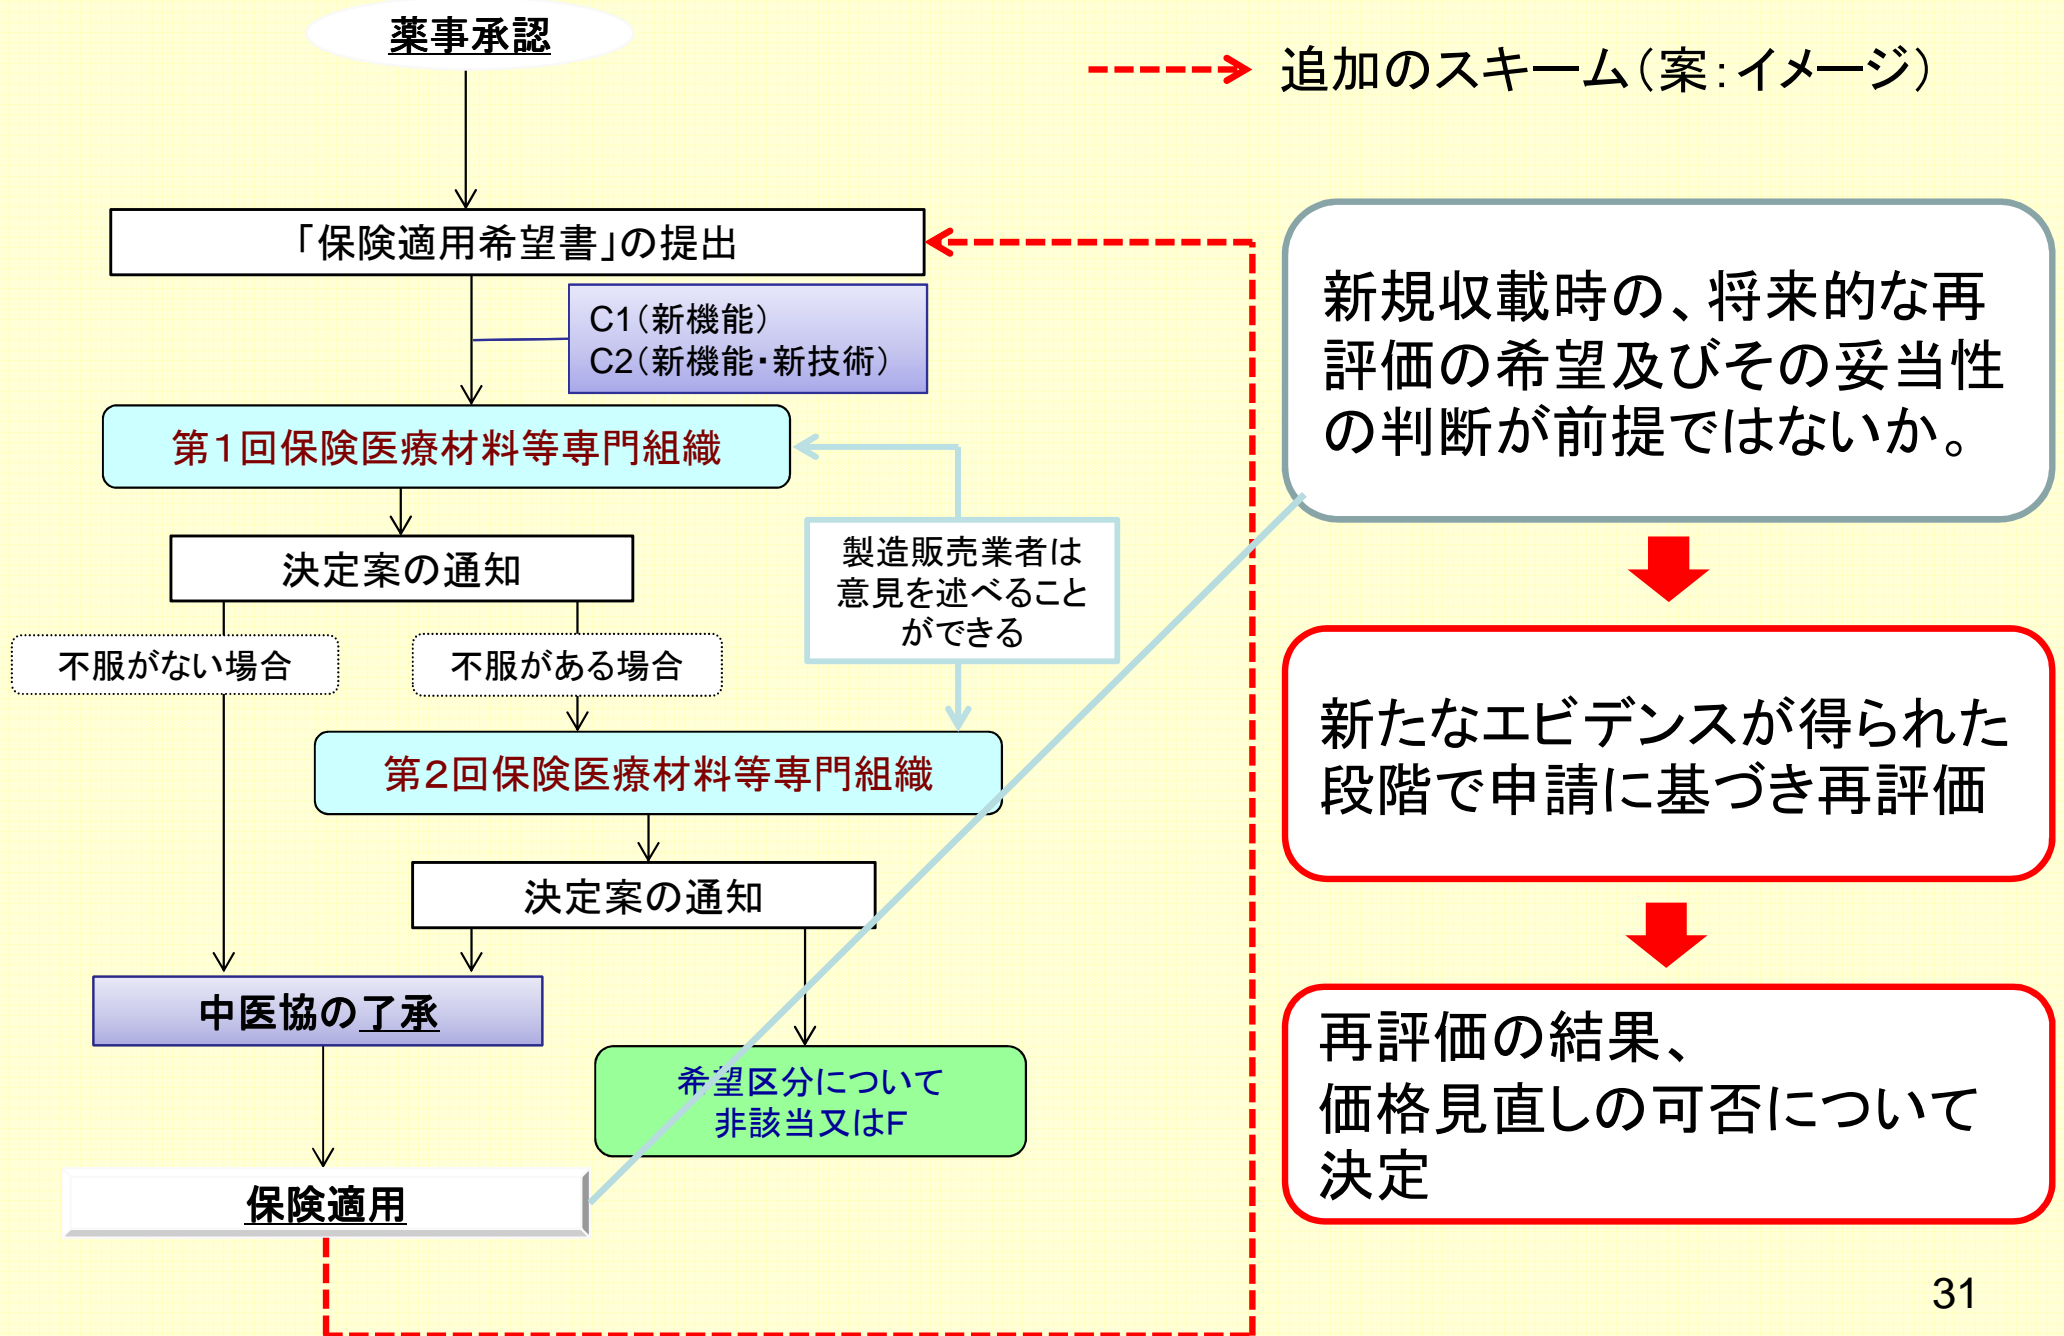 薬事承認
追加のスキーム（案：イメージ）
「保険適用希望書」の提出
C1（新機能）
C2（新機能・新技術）
第１回保険医療材料等専門組織
決定案の通知
不服がない場合
不服がある場合
製造販売業者は
意見を述べること
ができる
第２回保険医療材料等専門組織
決定案の通知
中医協の了承
希望区分について
非該当又はＦ
保険適用
新規収載時の、将来的な再
評価の希望及びその妥当性
の判断が前提ではないか。
新たなエビデンスが得られた
段階で申請に基づき再評価
再評価の結果、
価格見直しの可否について
決定
31